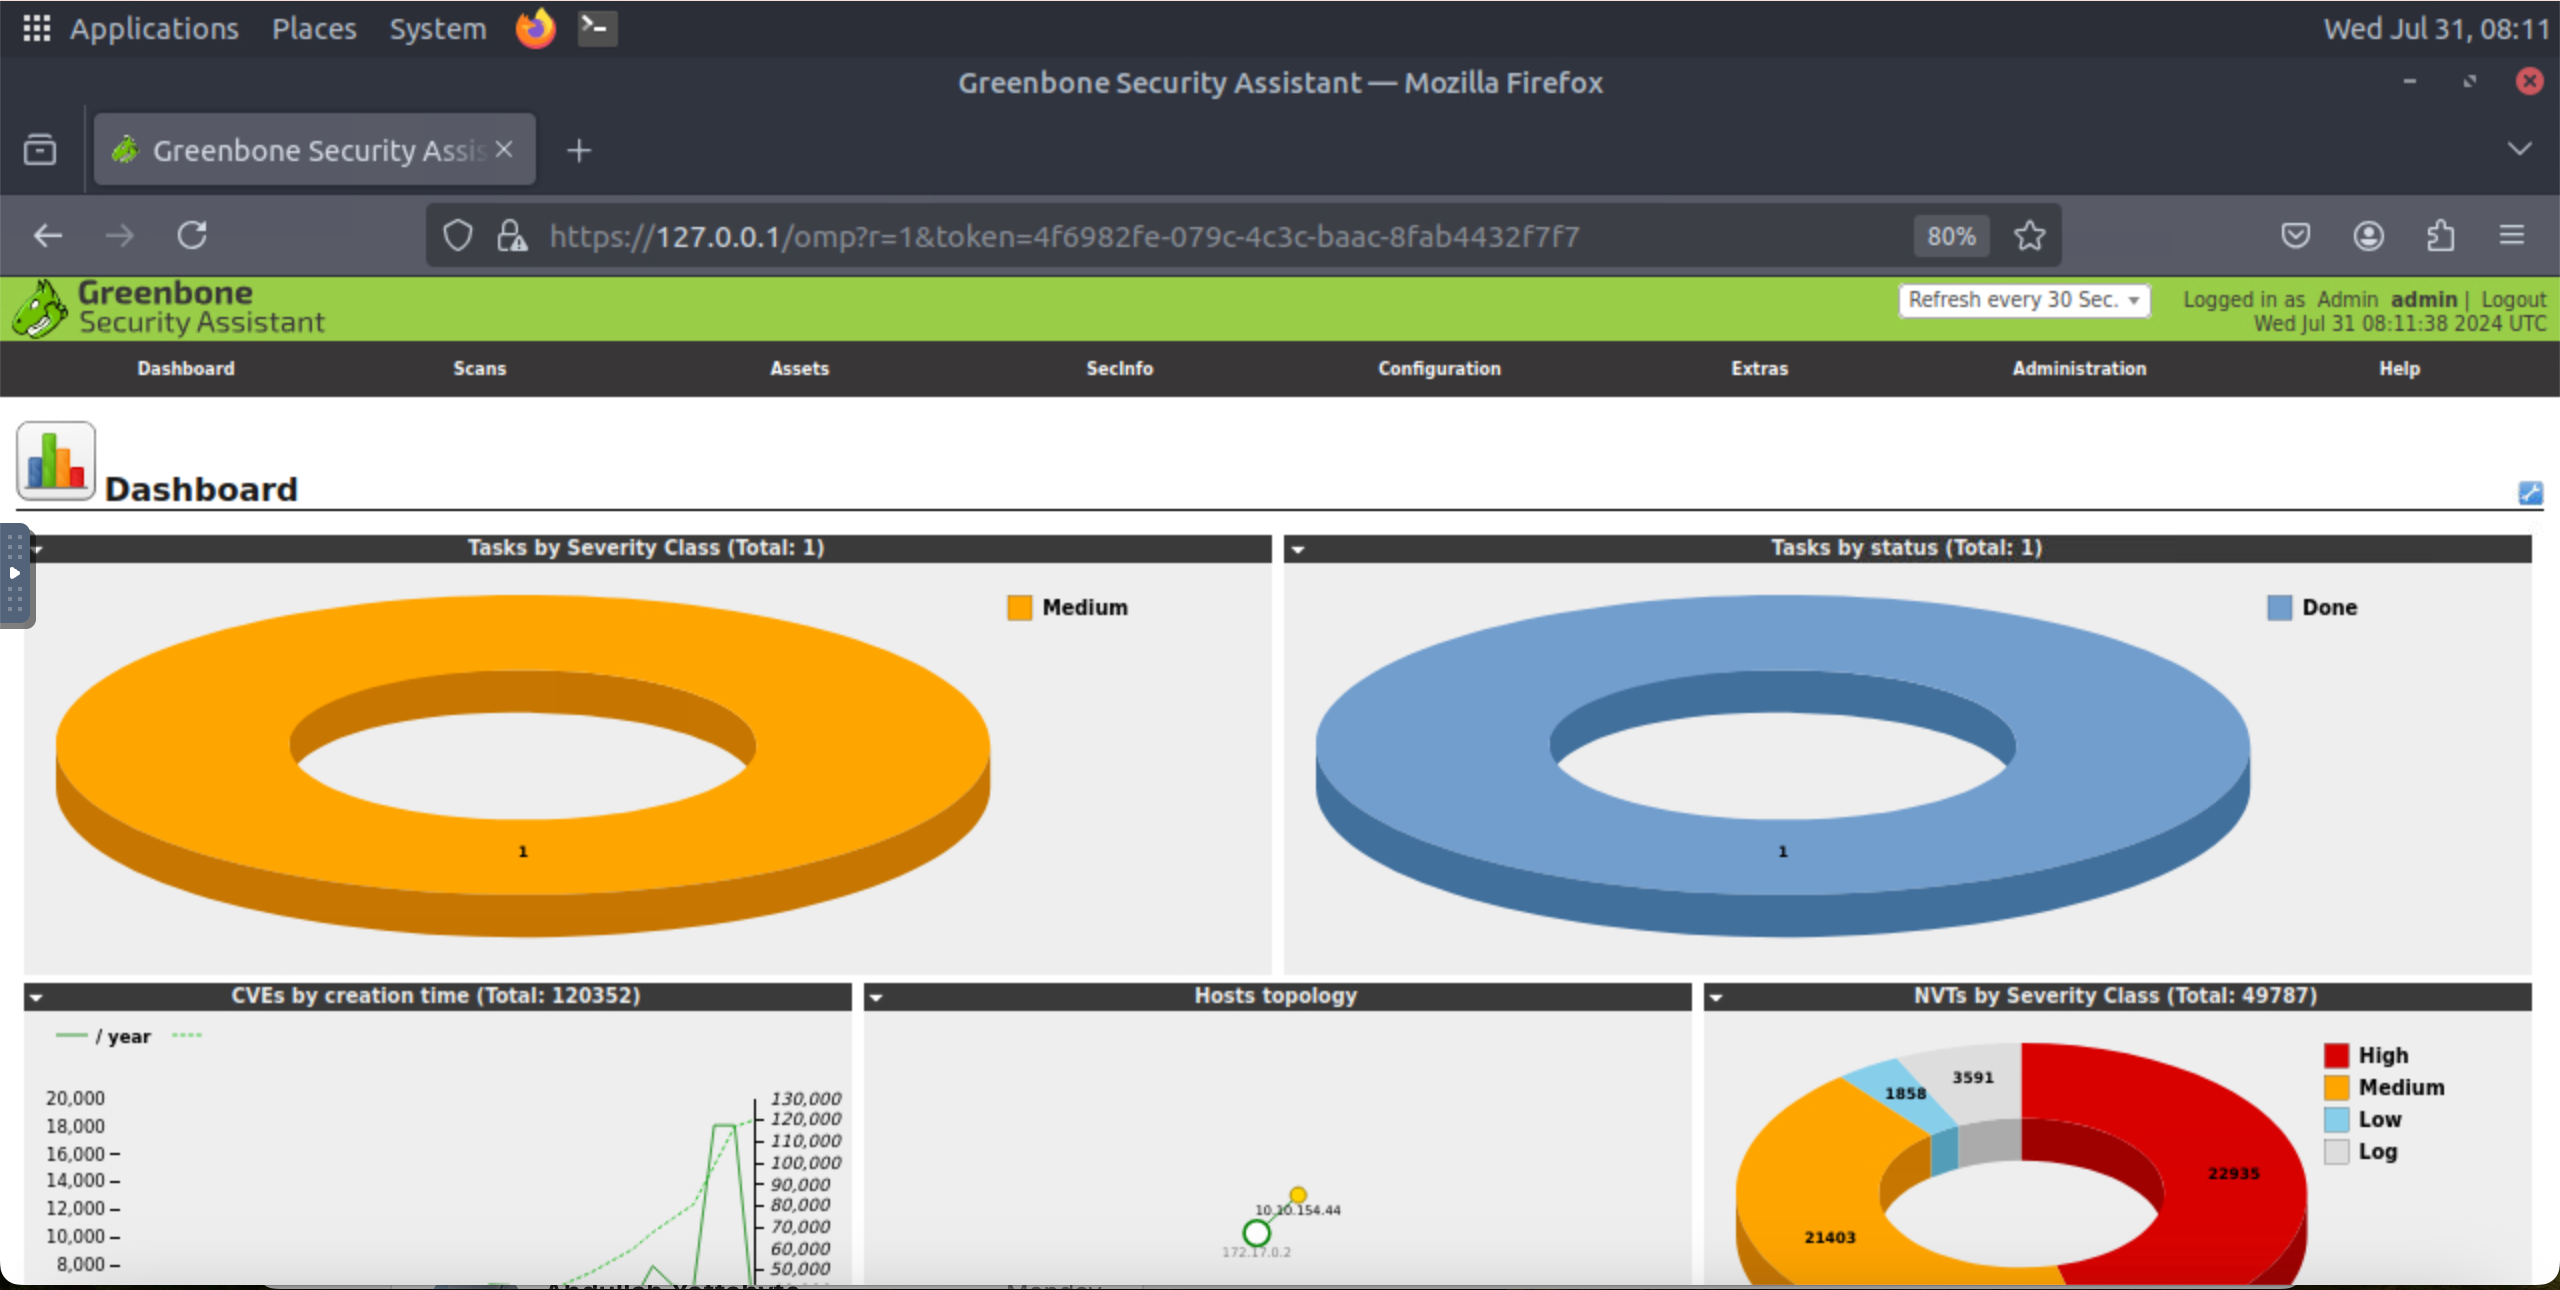 Applications Places System Wed Jul 31, 08:11
Greenbone Security Assistant — Mozilla Firefox
Greenbone Security Assis
https://127.0.0.1/omp?r=1&token=4f6982fe-079c-4c3c-baac-8fab4432f7f7 80%
Greenbone
Security Assistant
Refresh every 30 Sec.
Logged in as Admin admin | Logout
Wed Jul 31 08:11:38 2024 UTC
Dashboard Scans Assets SecInfo Configuration Extras Administration Help
Dashboard
Tasks by Severity Class (Total: 1)
Medium
1
Tasks by status (Total: 1)
Done
1
CVEs by creation time (Total: 120352)
/ year
20,000
18,000
16,000
14,000
12,000
10,000
8,000
130,000
120,000
110,000
100,000
90,000
80,000
70,000
60,000
50,000
Hosts topology
10.10.154.44
172.17.0.2
NVTs by Severity Class (Total: 49787)
High
Medium
Low
Log
3591
1858
22935
21403